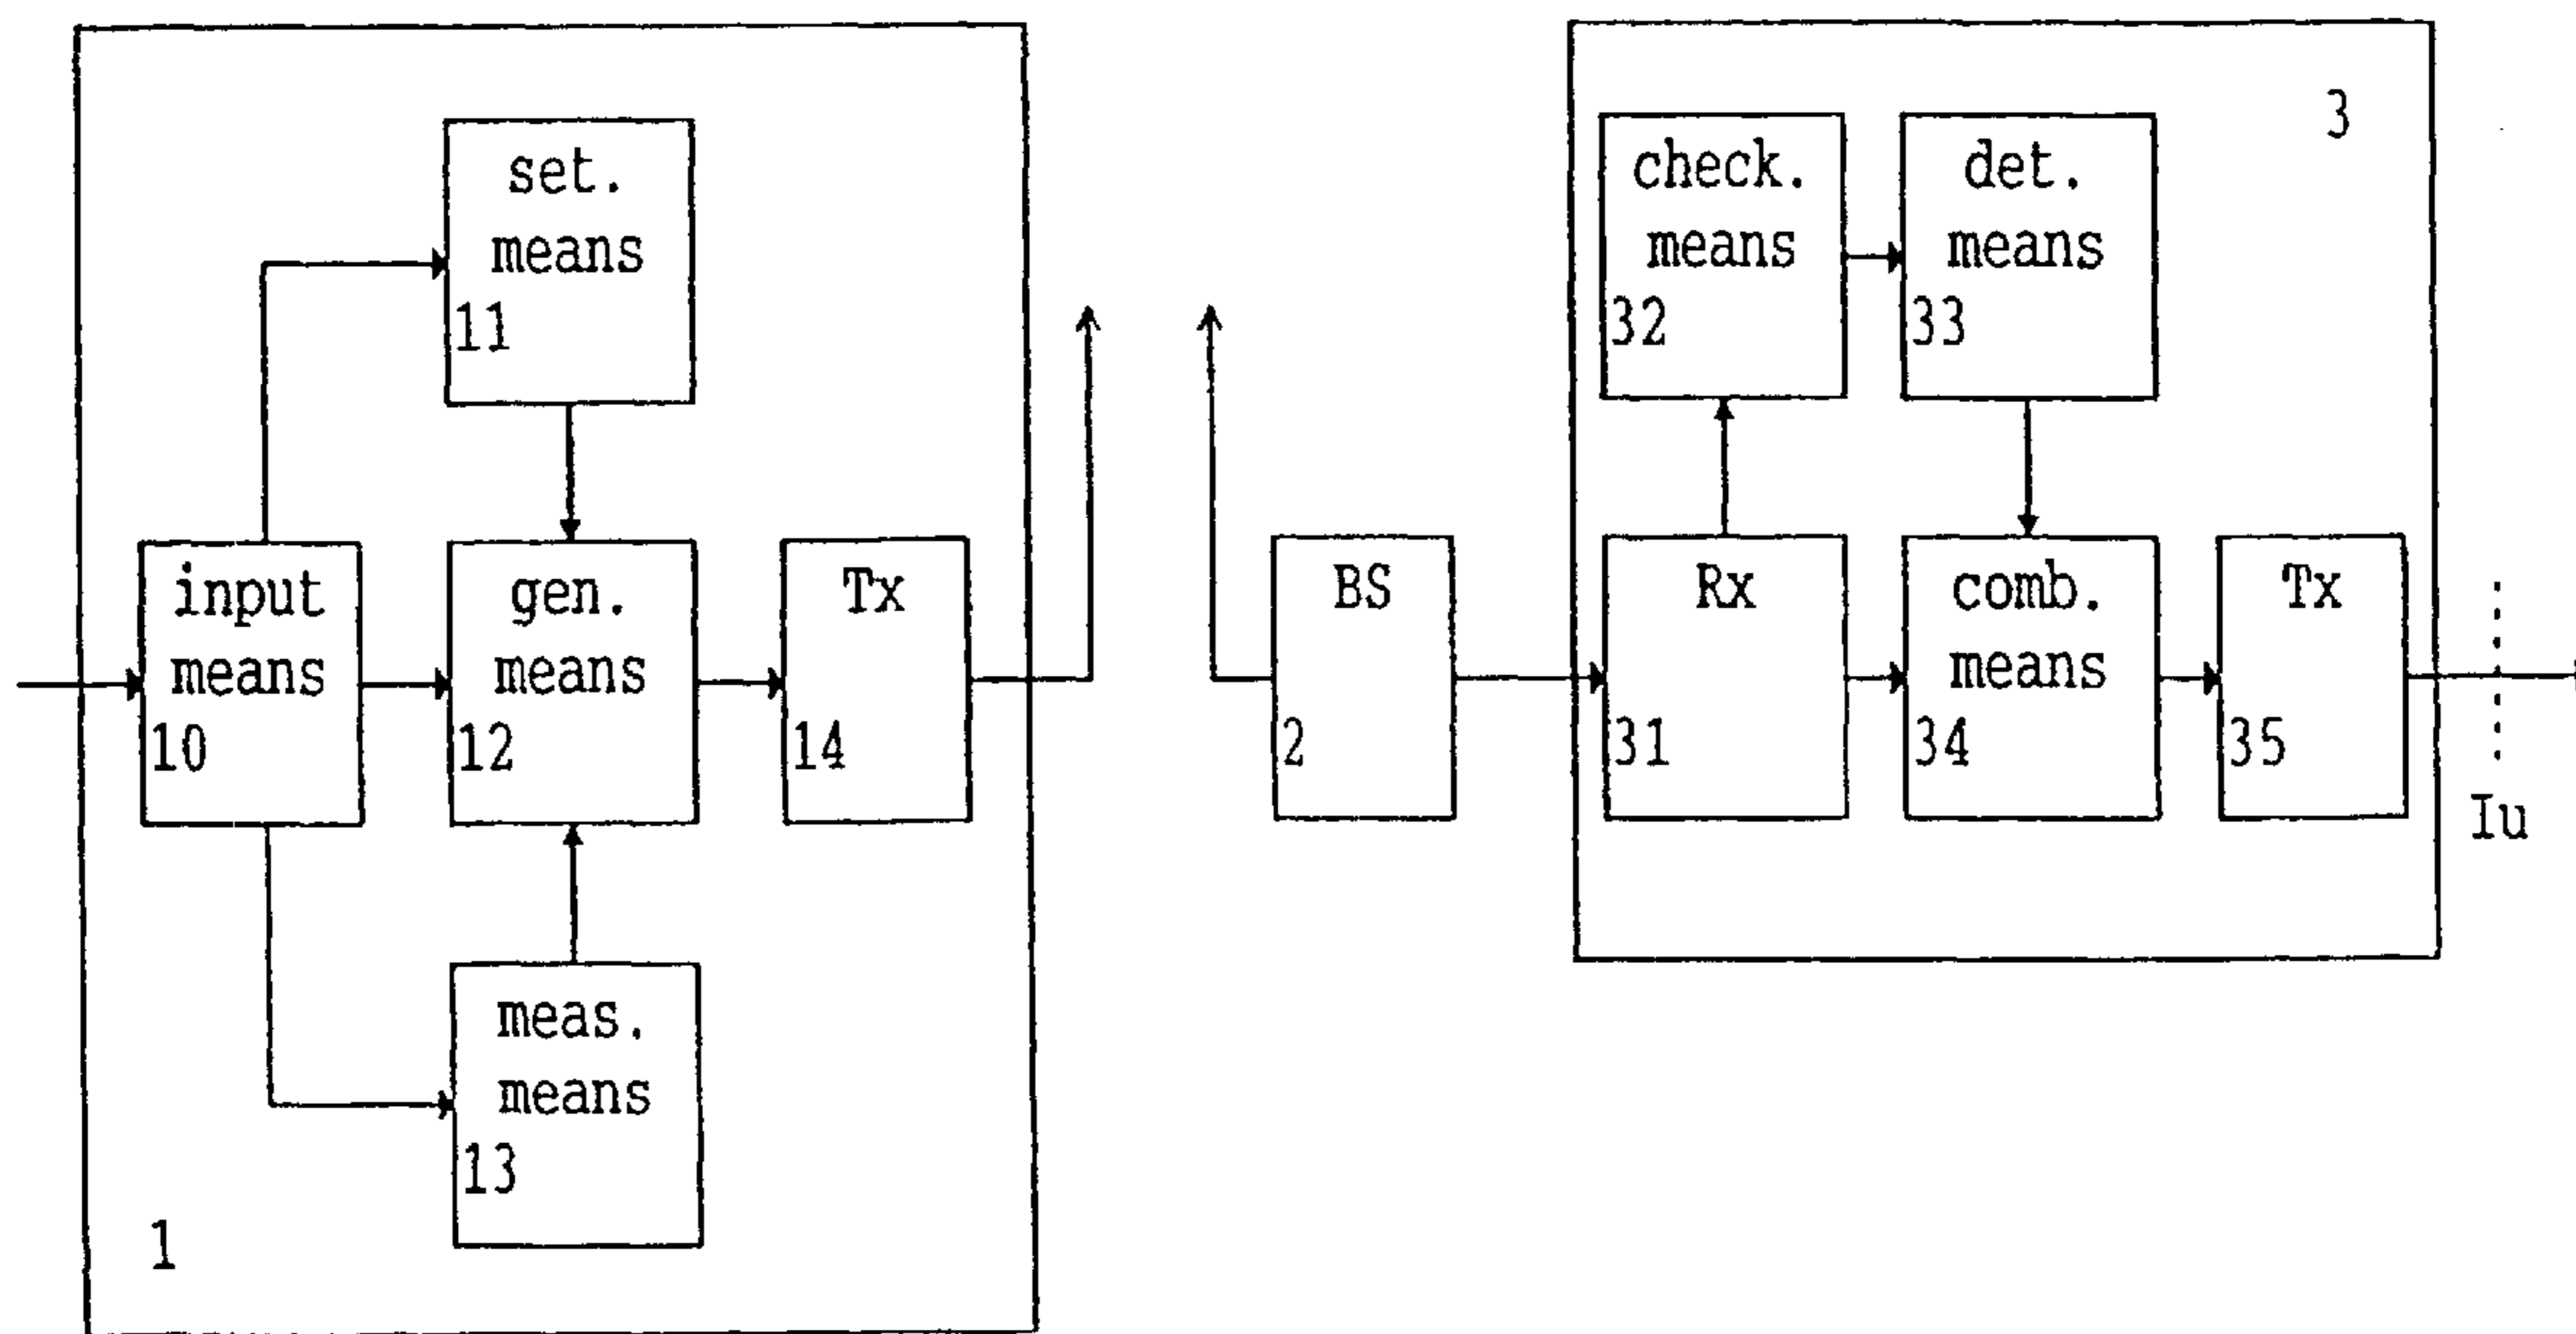 set.
means
11
input
means
10
gen.
means
12
Tx
14
meas.
means
13
1
BS
2
3
check.
means
32
det.
means
33
Rx
31
comb.
means
34
Tx
35
Iu